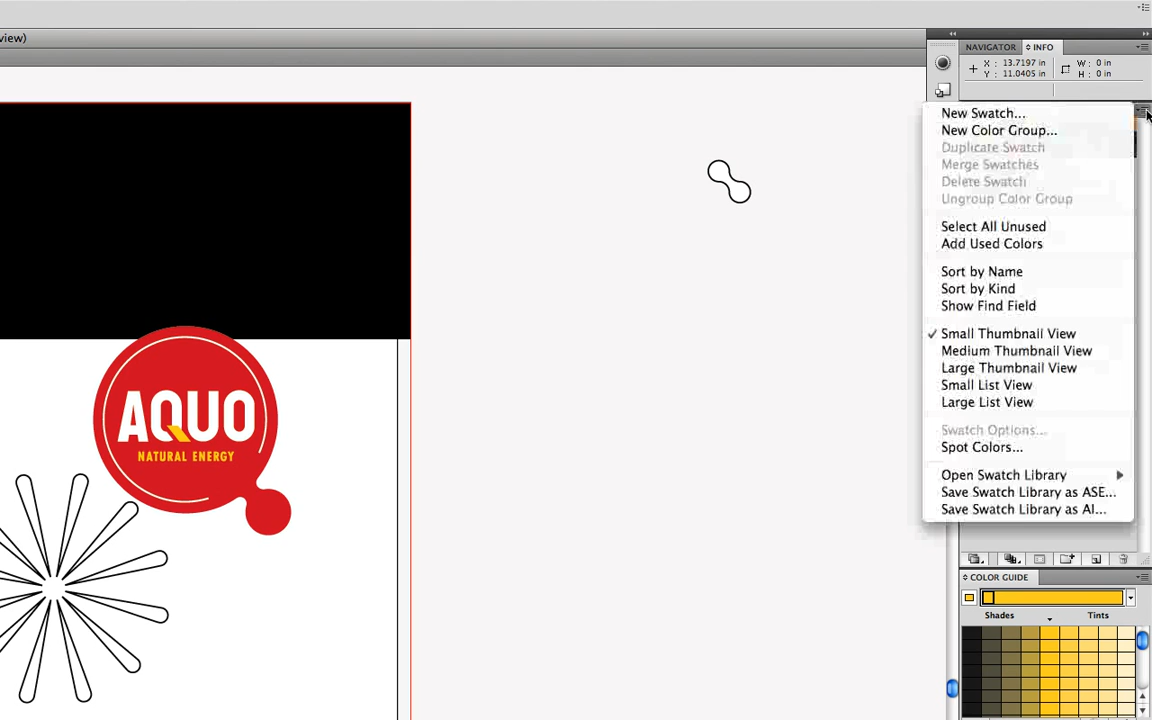 view)
NAVIGATOR INFO
X : 13.7197 in
Y : 11.0405 in
W : 0 in
H : 0 in
New Swatch...
New Color Group...
Duplicate Swatch
Merge Swatches
Delete Swatch
Ungroup Color Group
Select All Unused
Add Used Colors
Sort by Name
Sort by Kind
Show Find Field
✓ Small Thumbnail View
Medium Thumbnail View
Large Thumbnail View
Small List View
Large List View
Swatch Options...
Spot Colors...
Open Swatch Library
Save Swatch Library as ASE...
Save Swatch Library as AI...
AQUO
NATURAL ENERGY
COLOR GUIDE
Shades Tints